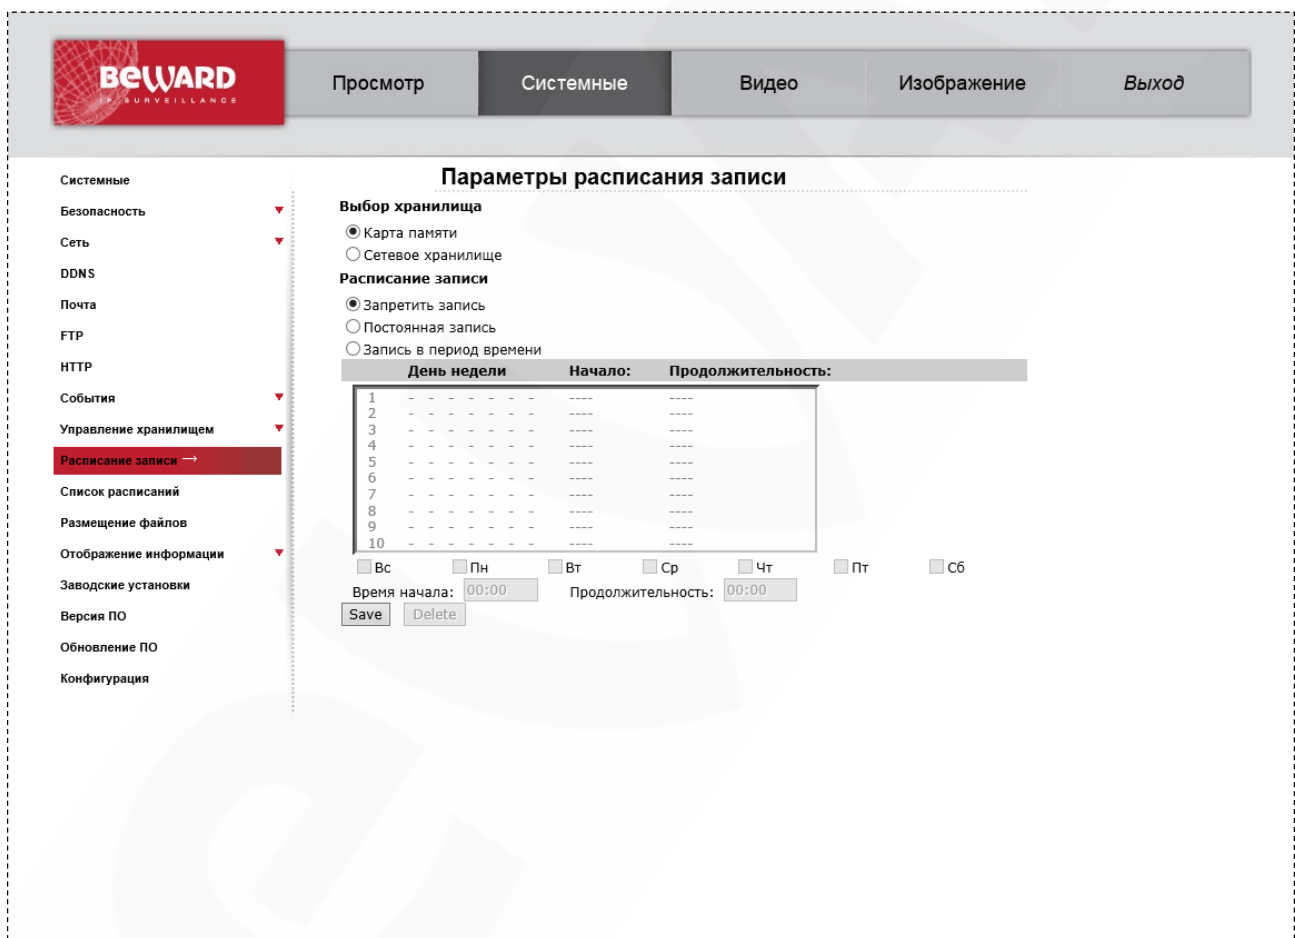 BEWARD
IP SURVEILLANCE
Просмотр Системные Видео Изображение Выход
Системные
Безопасность
Сеть
DDNS
Почта
FTP
HTTP
События
Управление хранилищем
Расписание записи →
Список расписаний
Размещение файлов
Отображение информации
Заводские установки
Версия ПО
Обновление ПО
Конфигурация
Параметры расписания записи
Выбор хранилища
Карта памяти
Сетевое хранилище
Расписание записи
Запретить запись
Постоянная запись
Запись в период времени
День недели Начало: Продолжительность:
1 - - - - - - - ---- ----
2 - - - - - - - ---- ----
3 - - - - - - - ---- ----
4 - - - - - - - ---- ----
5 - - - - - - - ---- ----
6 - - - - - - - ---- ----
7 - - - - - - - ---- ----
8 - - - - - - - ---- ----
9 - - - - - - - ---- ----
10 - - - - - - - ---- ----
Вс Пн Вт Ср Чт Пт Сб
Время начала: 00:00 Продолжительность: 00:00
Save Delete